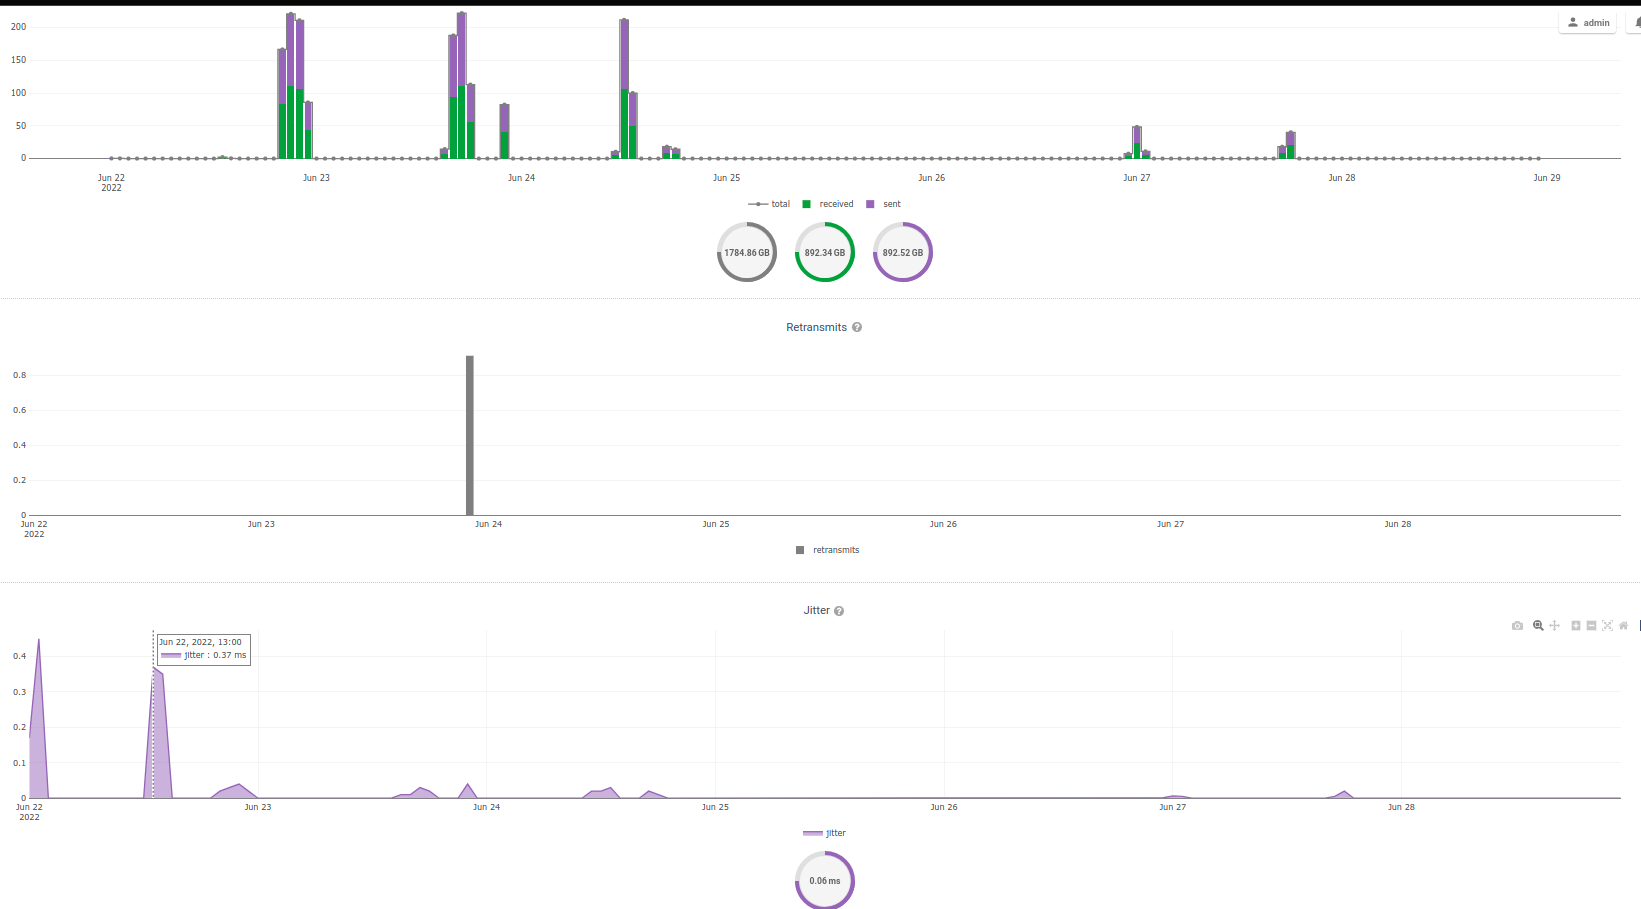 200
admin
150
100
50
0
Jun 22 Jun 23 Jun 24 Jun 25 Jun 26 Jun 27 Jun 28 Jun 29
2022
total received sent
1784.86 GB 892.34 GB 892.52 GB
Retransmits ?
0.8
0.6
0.4
0.2
0
Jun 22 Jun 23 Jun 24 Jun 25 Jun 26 Jun 27 Jun 28
2022
retransmits
Jitter ?
Jun 22, 2022, 13:00
jitter : 0.37 ms
0.4
0.3
0.2
0.1
0
Jun 22 Jun 23 Jun 24 Jun 25 Jun 26 Jun 27 Jun 28
2022
jitter
0.06 ms